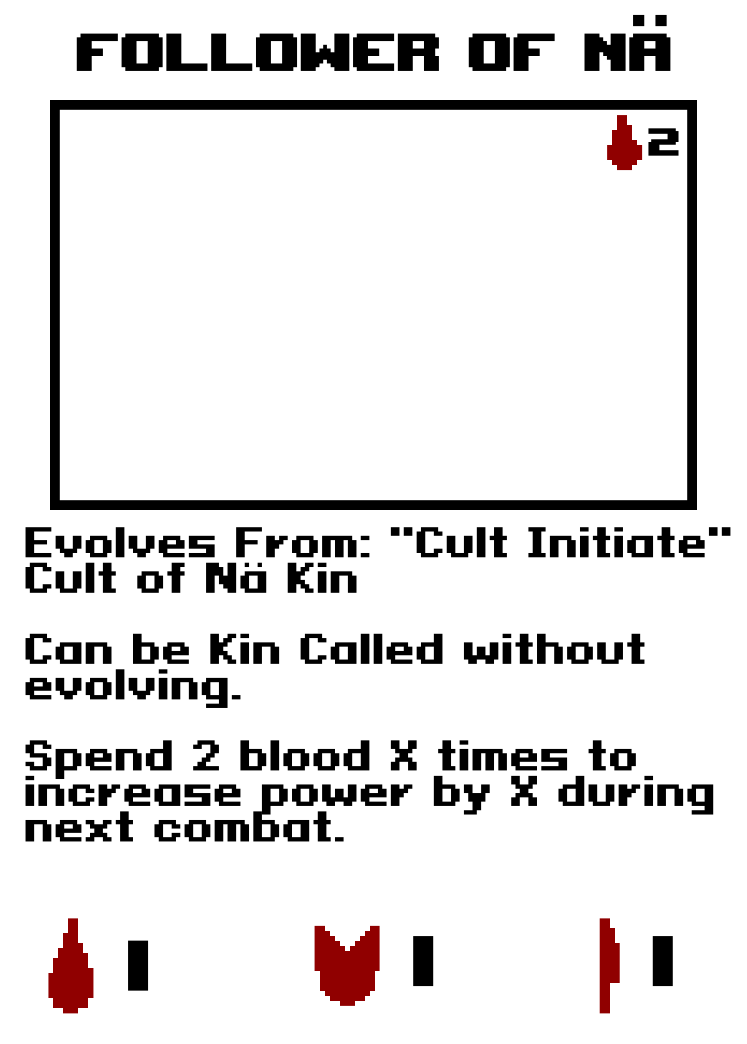 FOLLOWER OF NÄ
2
Evolves From: "Cult Initiate"
Cult of Nä Kin
Can be Kin Called without
evolving.
Spend 2 blood X times to
increase power by X during
next combat.
1 1 1